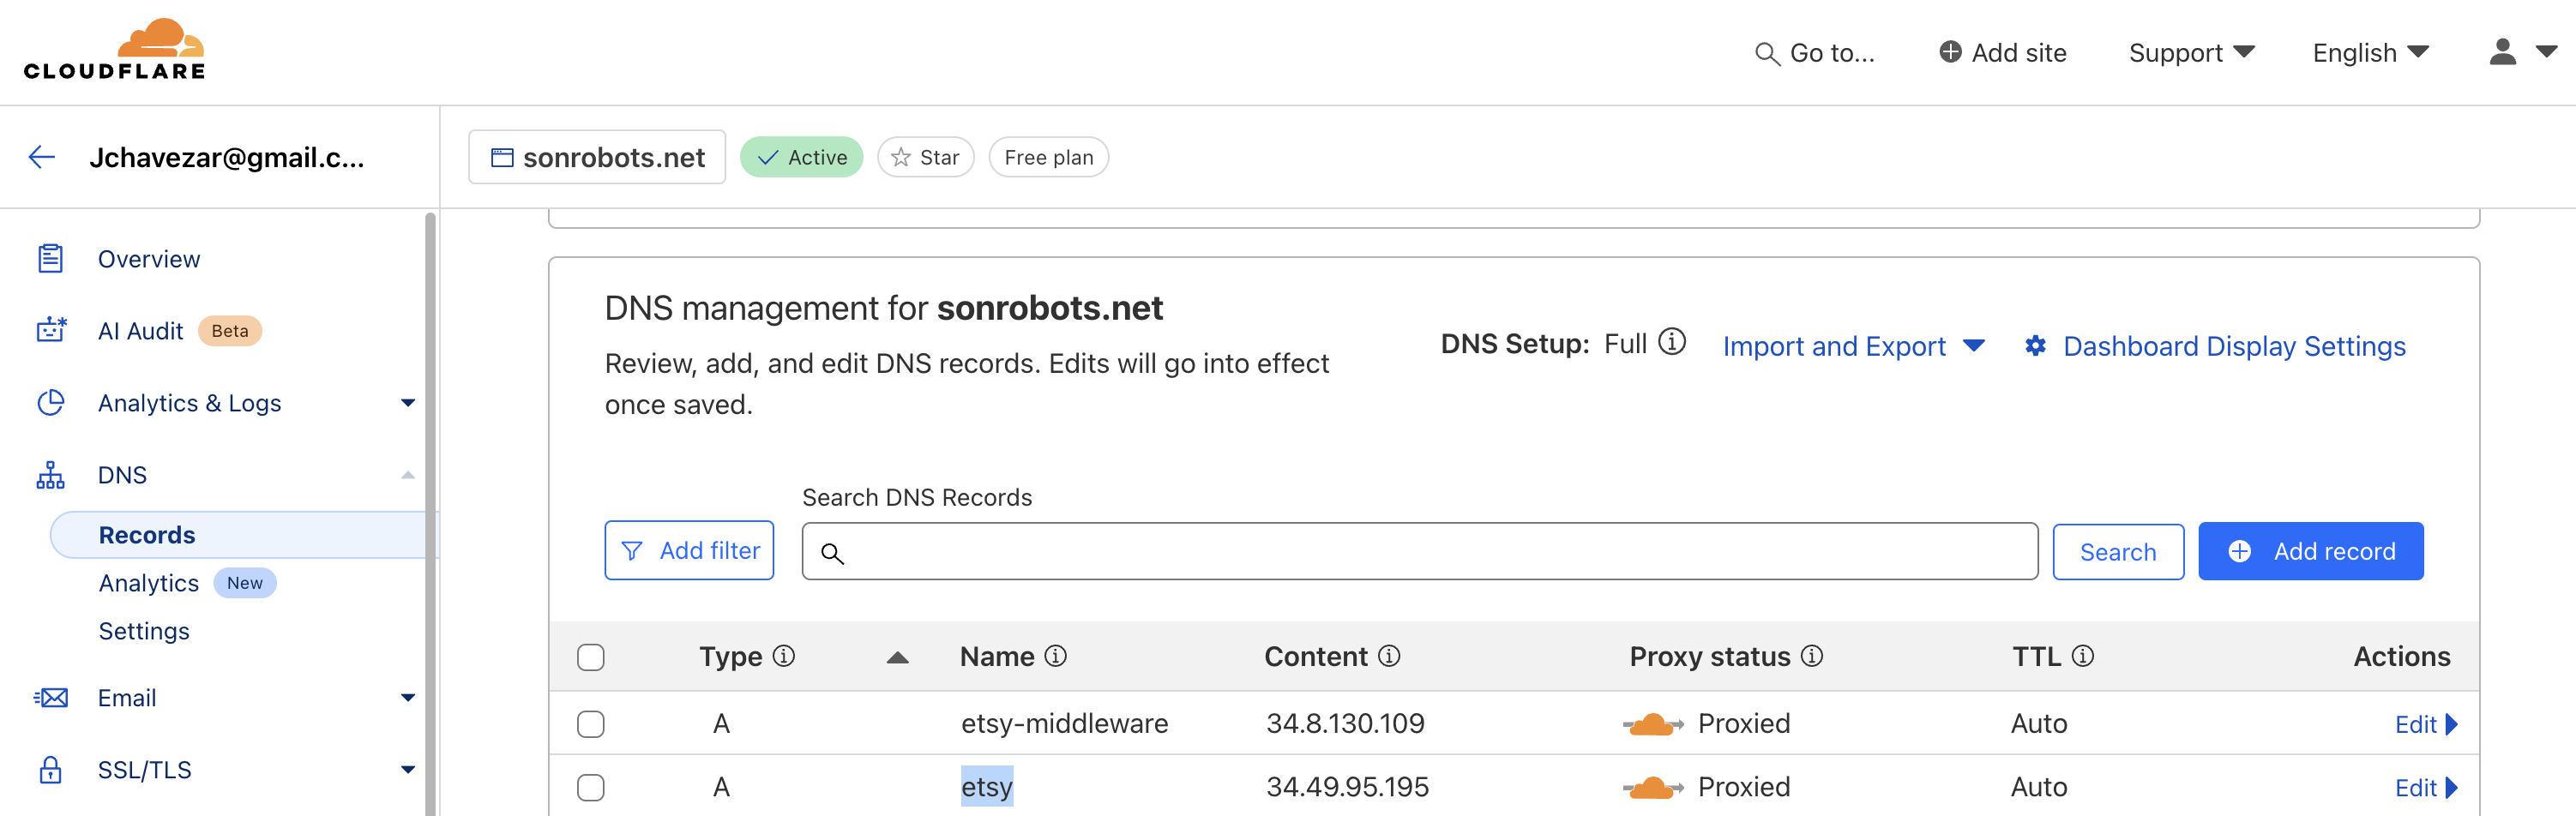 CLOUDFLARE
Go to...
Add site
Support
English
Jchavezar@gmail.c...
sonrobots.net
Active
Star
Free plan
Overview
AI Audit
Beta
Analytics & Logs
DNS
Records
Analytics
New
Settings
Email
SSL/TLS
DNS management for sonrobots.net
Review, add, and edit DNS records. Edits will go into effect
once saved.
DNS Setup: Full
Import and Export
Dashboard Display Settings
Search DNS Records
Add filter
Search
Add record
Type Name Content Proxy status TTL Actions
A etsy-middleware 34.8.130.109 Proxied Auto Edit
A etsy 34.49.95.195 Proxied Auto Edit